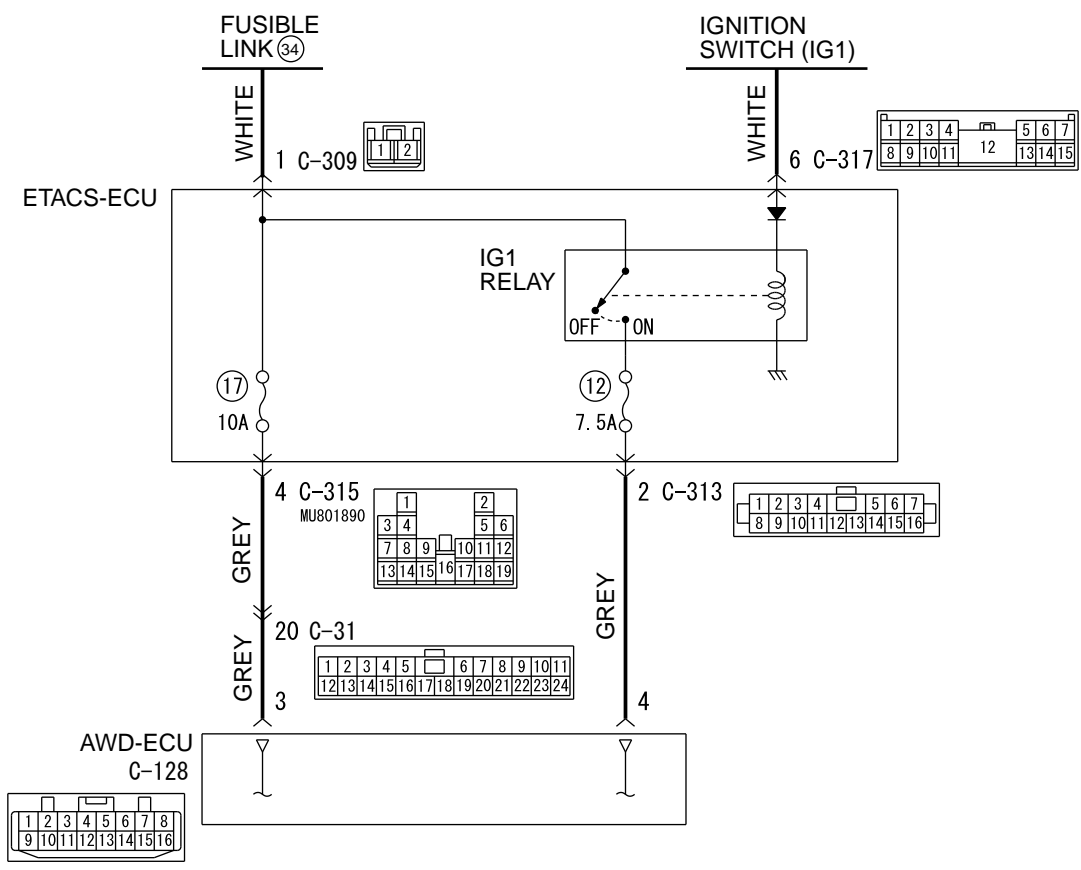 FUSIBLE
LINK 34
IGNITION
SWITCH (IG1)
WHITE
WHITE
1 C-309
1 2
6 C-317
1 2 3 4 5 6 7
8 9 10 11 12 13 14 15
ETACS-ECU
IG1
RELAY
OFF ON
17
10A
12
7.5A
4 C-315
MU801890
1 2
3 4 5 6
7 8 9 10 11 12
13 14 15 16 17 18 19
2 C-313
1 2 3 4 5 6 7
8 9 10 11 12 13 14 15 16
GREY
GREY
20 C-31
1 2 3 4 5 6 7 8 9 10 11
12 13 14 15 16 17 18 19 20 21 22 23 24
GREY
3
4
AWD-ECU
C-128
1 2 3 4 5 6 7 8
9 10 11 12 13 14 15 16